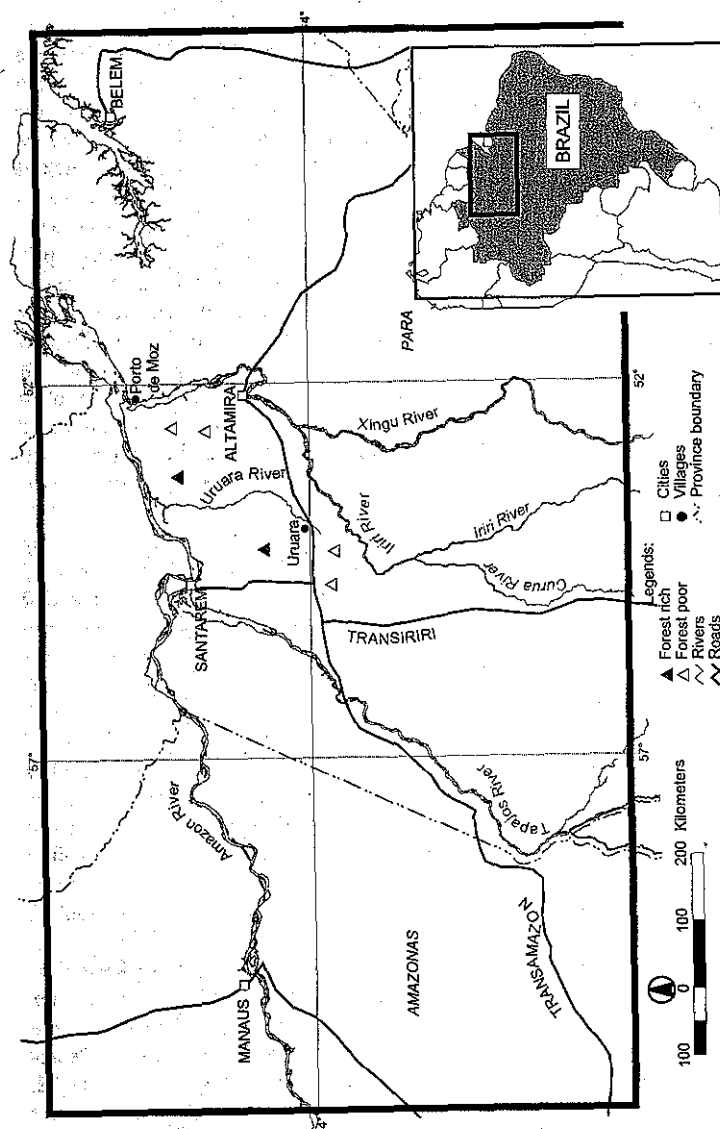 4°
BELEM
BRAZIL
PARA
52°
Porto
de Moz
ALTAMIRA
Xingu River
Uruara River
Uruara
Iriri River
Iriri River
Curua River
SANTAREM
TRANSIRIRI
57°
Amazon River
Tapajos River
57°
52°
MANAUS
AMAZONAS
TRANSAMAZON
Legends:
Forest rich
Forest poor
Rivers
Roads
Cities
Villages
Province boundary
100 0 100 200 Kilometers